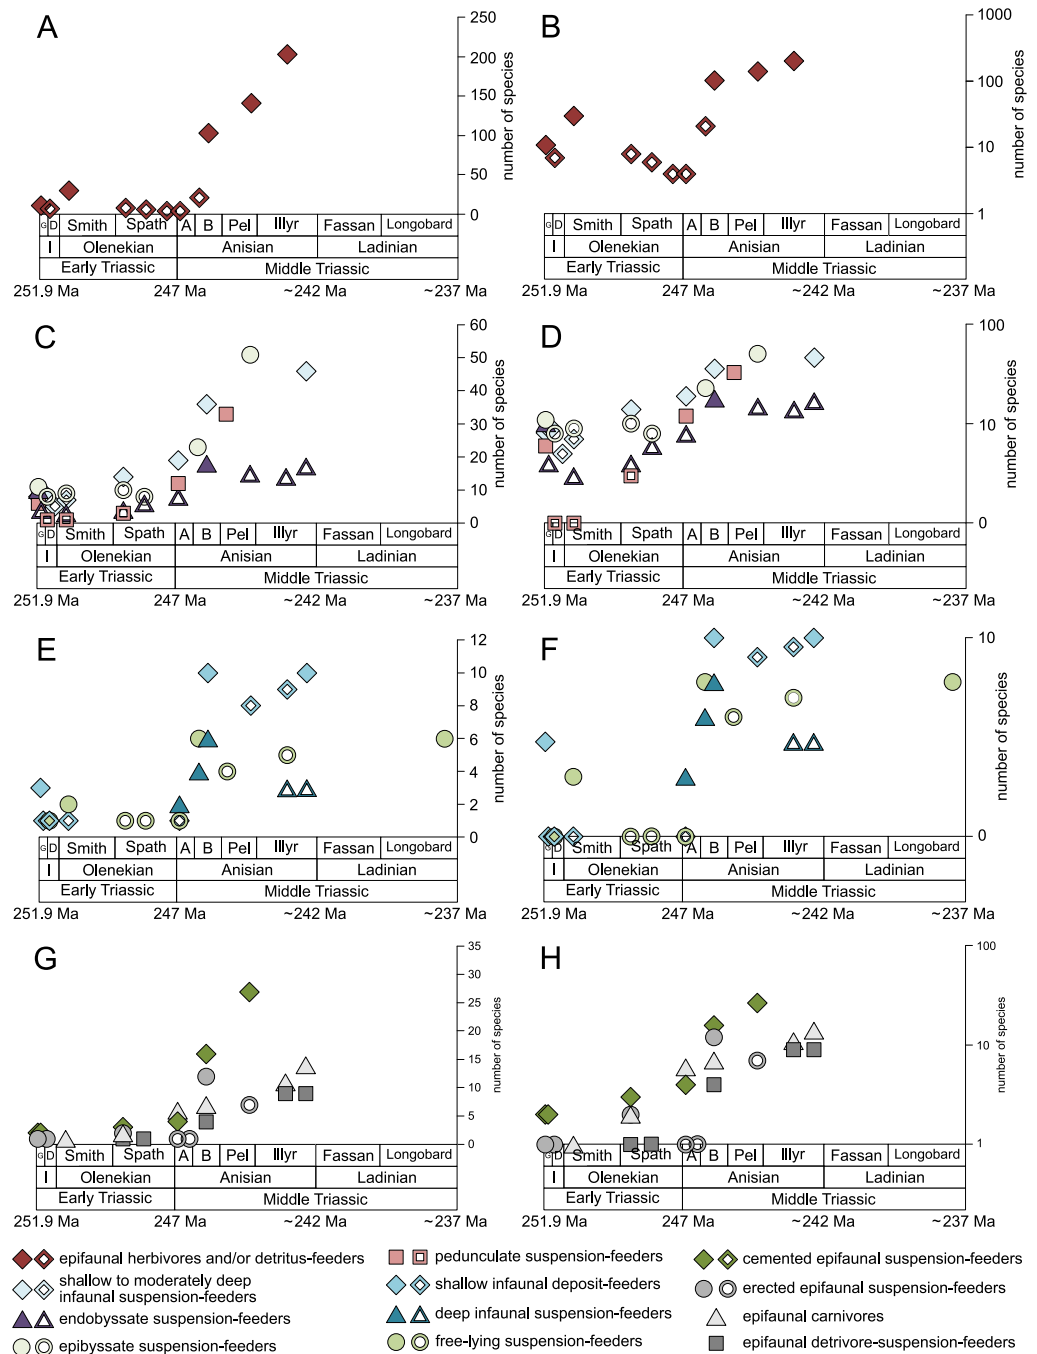 A
250
200
150
100
50
0
number of species
G D Smith Spath A B Pel Illyr Fassan Longobard
I Olenekian Anisian Ladinian
Early Triassic Middle Triassic
251.9 Ma 247 Ma ~242 Ma ~237 Ma
B
1000
100
10
1
number of species
G D Smith Spath A B Pel Illyr Fassan Longobard
I Olenekian Anisian Ladinian
Early Triassic Middle Triassic
251.9 Ma 247 Ma ~242 Ma ~237 Ma
C
60
50
40
30
20
10
0
number of species
G D Smith Spath A B Pel Illyr Fassan Longobard
I Olenekian Anisian Ladinian
Early Triassic Middle Triassic
251.9 Ma 247 Ma ~242 Ma ~237 Ma
D
100
10
0
number of species
G D Smith Spath A B Pel Illyr Fassan Longobard
I Olenekian Anisian Ladinian
Early Triassic Middle Triassic
251.9 Ma 247 Ma ~242 Ma ~237 Ma
E
12
10
8
6
4
2
0
number of species
G D Smith Spath A B Pel Illyr Fassan Longobard
I Olenekian Anisian Ladinian
Early Triassic Middle Triassic
251.9 Ma 247 Ma ~242 Ma ~237 Ma
F
10
0
number of species
G D Smith Spath A B Pel Illyr Fassan Longobard
I Olenekian Anisian Ladinian
Early Triassic Middle Triassic
251.9 Ma 247 Ma ~242 Ma ~237 Ma
G
35
30
25
20
15
10
5
0
number of species
G D Smith Spath A B Pel Illyr Fassan Longobard
I Olenekian Anisian Ladinian
Early Triassic Middle Triassic
251.9 Ma 247 Ma ~242 Ma ~237 Ma
H
100
10
1
number of species
G D Smith Spath A B Pel Illyr Fassan Longobard
I Olenekian Anisian Ladinian
Early Triassic Middle Triassic
251.9 Ma 247 Ma ~242 Ma ~237 Ma
epifaunal herbivores and/or detritus-feeders
shallow to moderately deep
infaunal suspension-feeders
endobyssate suspension-feeders
epibyssate suspension-feeders
pedunculate suspension-feeders
shallow infaunal deposit-feeders
deep infaunal suspension-feeders
free-lying suspension-feeders
cemented epifaunal suspension-feeders
erected epifaunal suspension-feeders
epifaunal carnivores
epifaunal detrivore-suspension-feeders